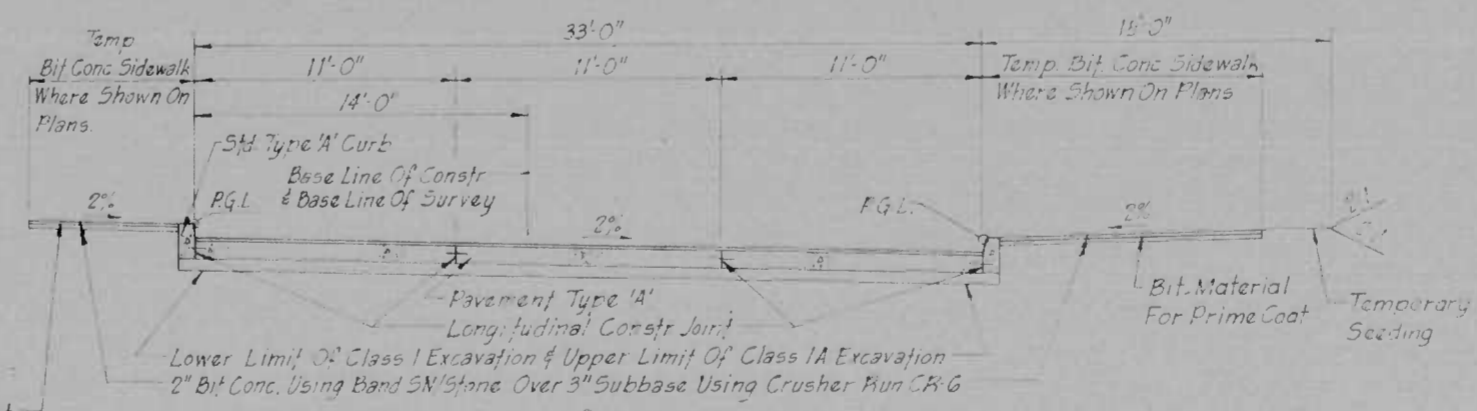 Temp
Bit Conc Sidewalk
Where Shown On
Plans.
33'-0"
15'-0"
11'-0"
11'-0"
11'-0"
Temp. Bit. Conc Sidewalk
Where Shown On Plans
14'-0"
Std Type 'A' Curb
Base Line Of Constr
& Base Line Of Survey
P.G.L.
P.G.L.
2%
2%
2%
2:1
Pavement Type 'A'
Longitudinal Constr Joint
Bit. Material
For Prime Coat
Temporary
Seeding
Lower Limit Of Class I Excavation & Upper Limit Of Class IA Excavation
2" Bit Conc. Using Band SN Stone Over 3" Subbase Using Crusher Run CR-6